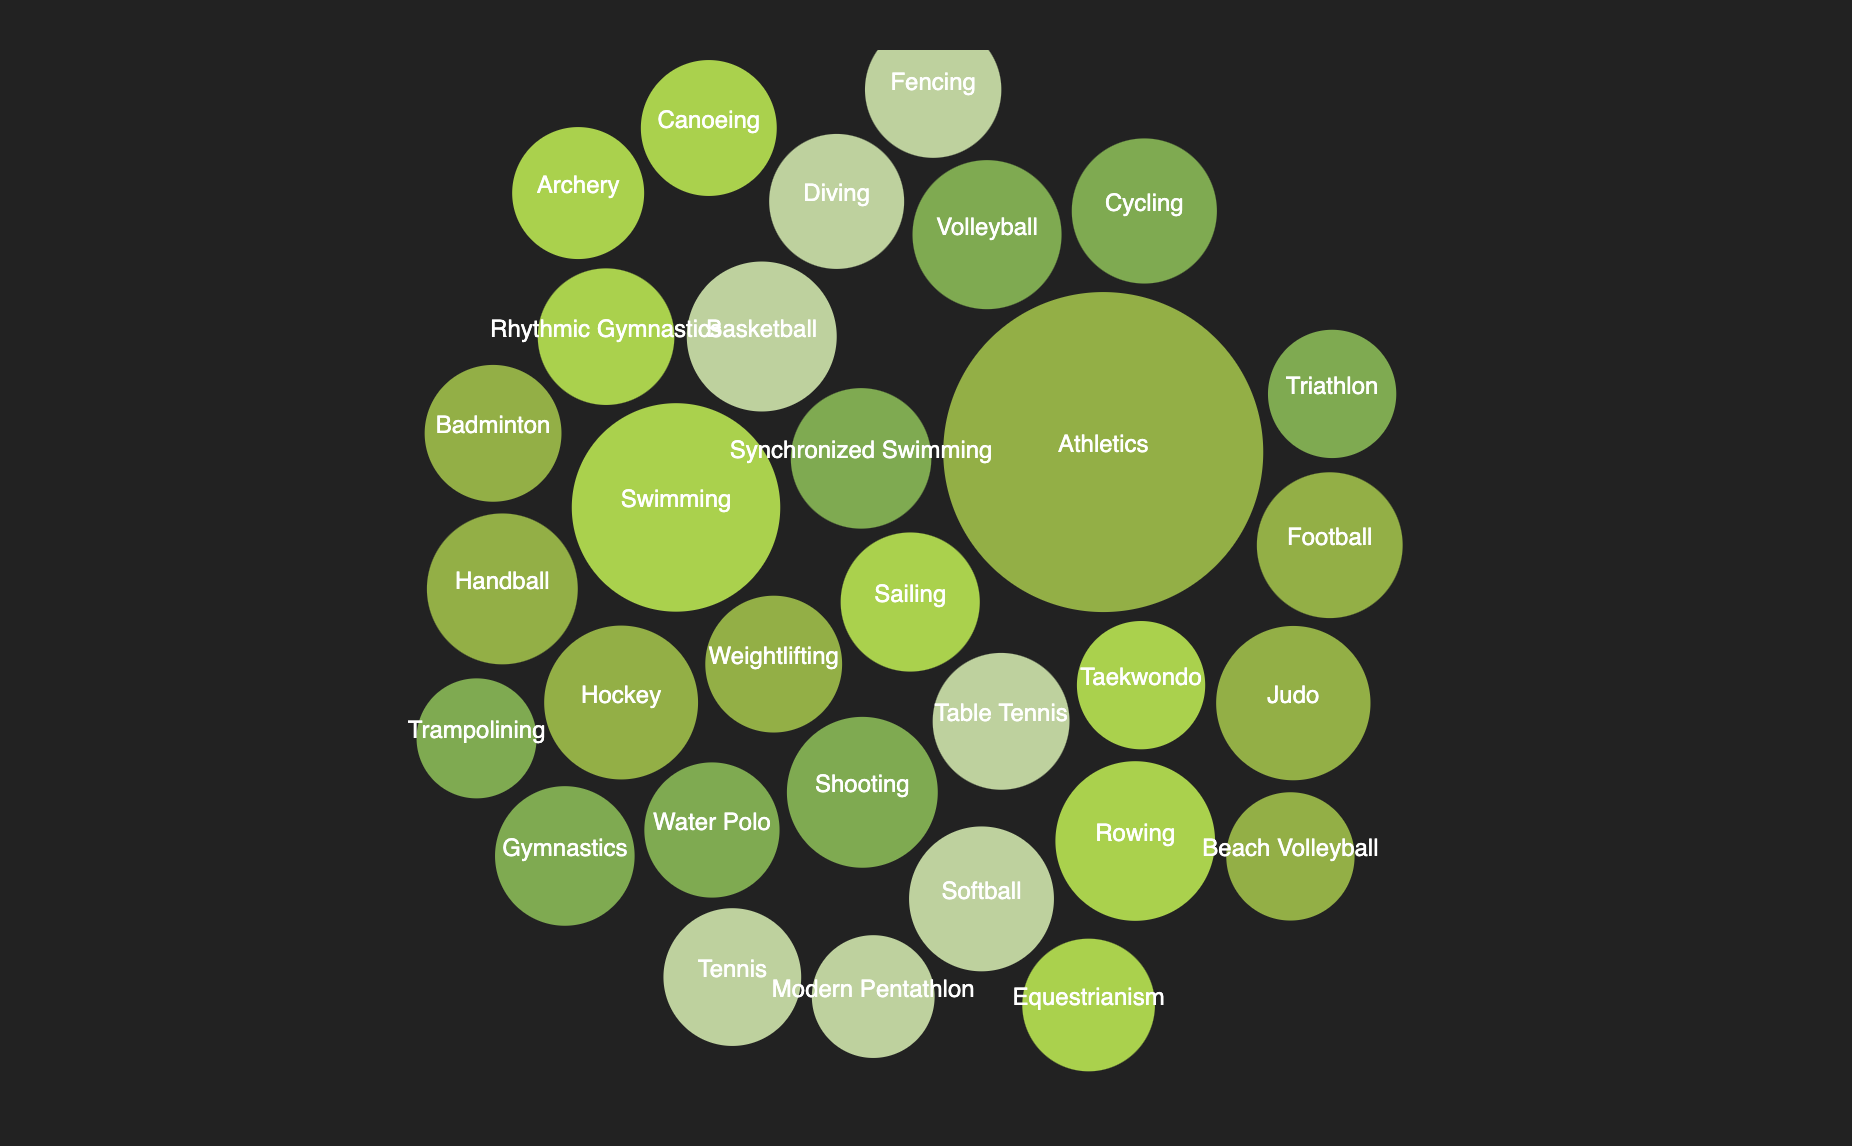 Fencing
Canoeing
Archery
Diving
Cycling
Volleyball
Rhythmic Gymnastics
Basketball
Triathlon
Badminton
Athletics
Synchronized Swimming
Swimming
Football
Handball
Sailing
Weightlifting
Taekwondo
Hockey
Judo
Table Tennis
Trampolining
Shooting
Water Polo
Rowing
Gymnastics
Beach Volleyball
Softball
Tennis
Modern Pentathlon
Equestrianism